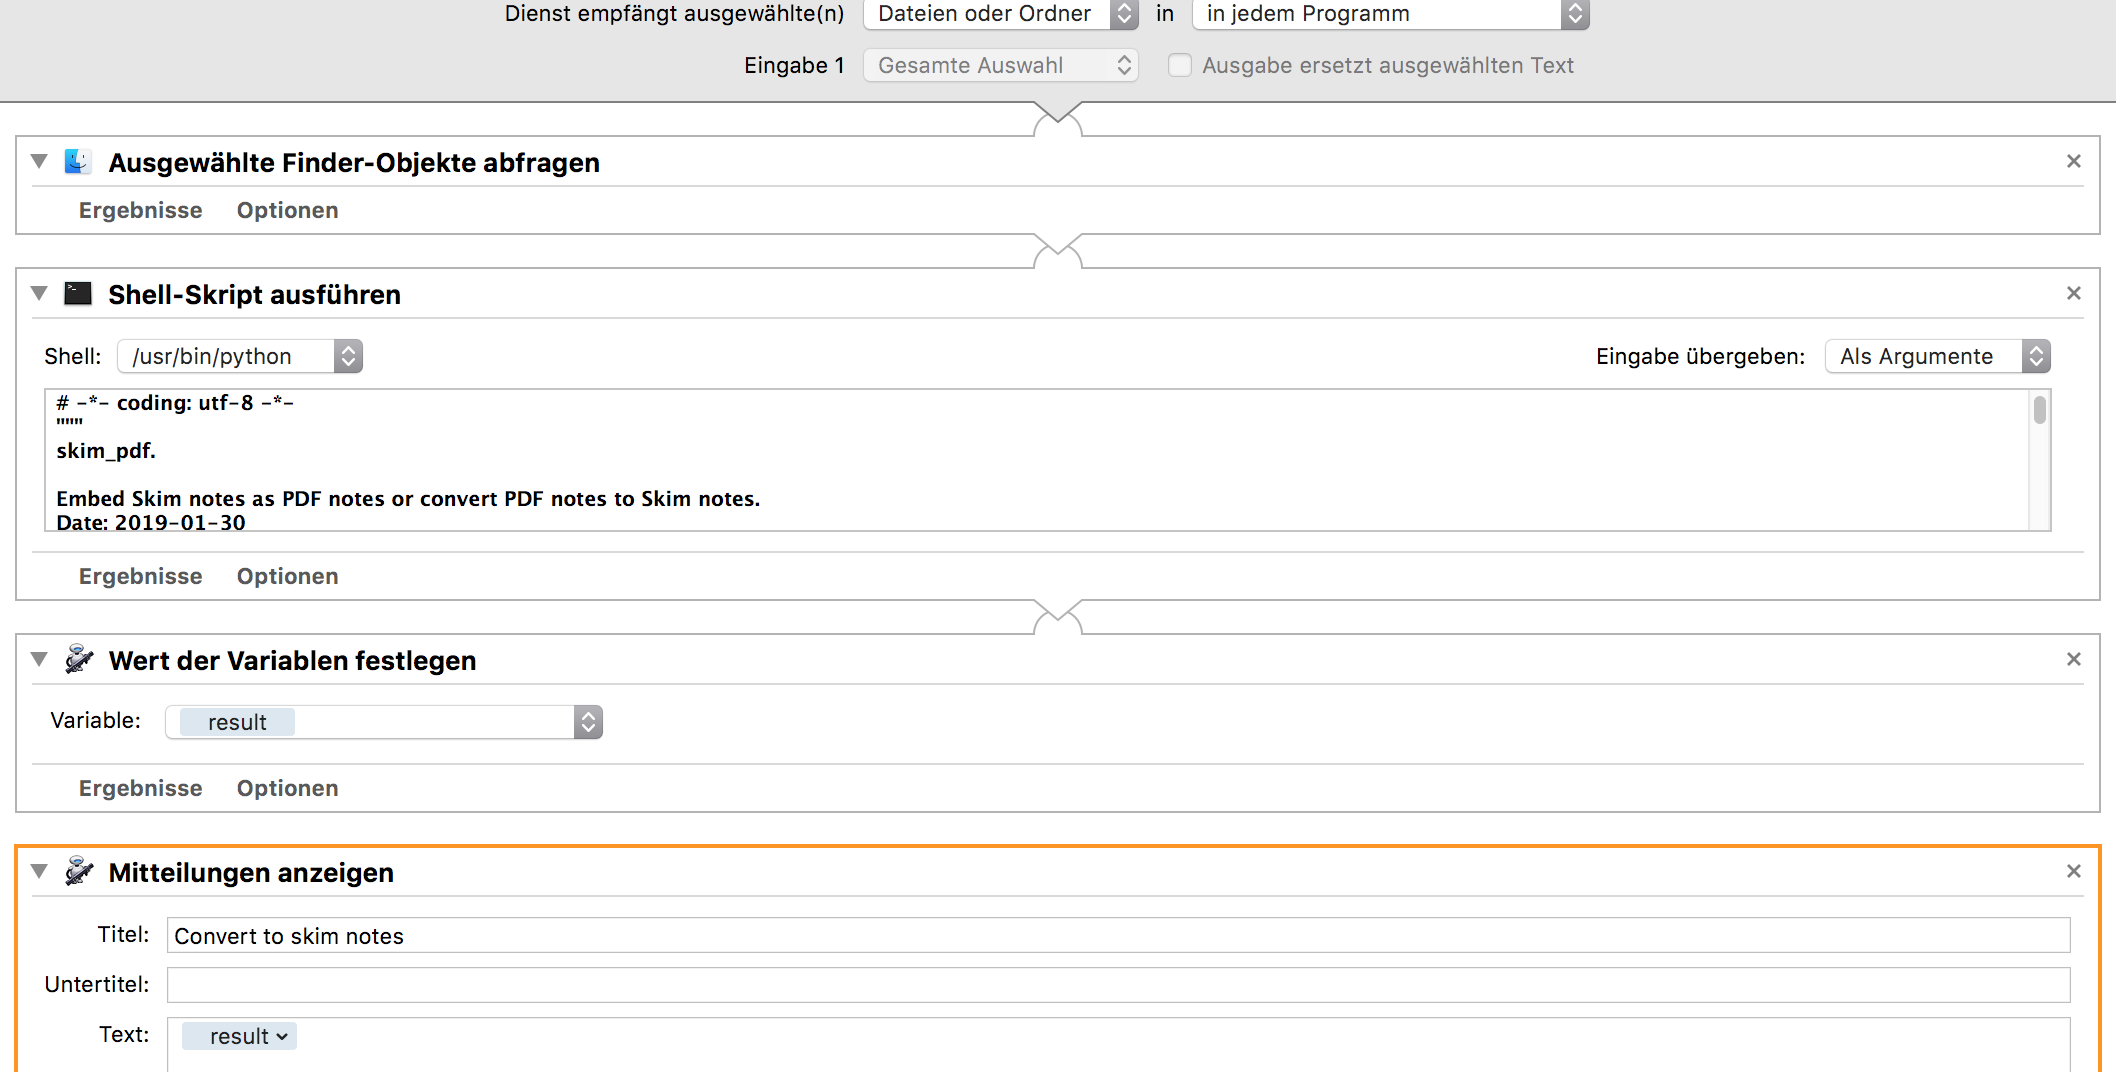 Dienst empfängt ausgewählte(n) Dateien oder Ordner in in jedem Programm
Eingabe 1 Gesamte Auswahl Ausgabe ersetzt ausgewählten Text
Ausgewählte Finder-Objekte abfragen
Ergebnisse Optionen
Shell-Skript ausführen
Shell: /usr/bin/python Eingabe übergeben: Als Argumente
# -*- coding: utf-8 -*-
"""
skim_pdf.
Embed Skim notes as PDF notes or convert PDF notes to Skim notes.
Date: 2019-01-30
Ergebnisse Optionen
Wert der Variablen festlegen
Variable: result
Ergebnisse Optionen
Mitteilungen anzeigen
Titel: Convert to skim notes
Untertitel:
Text: result